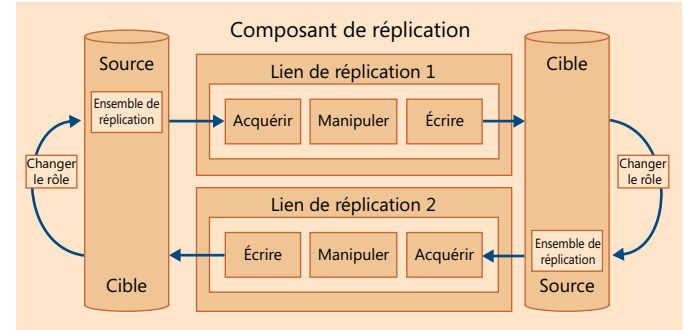 Composant de réplication
Source
Ensemble de
réplication
Changer
le rôle
Cible
Lien de réplication 1
Acquérir
Manipuler
Écrire
Lien de réplication 2
Écrire
Manipuler
Acquérir
Cible
Changer
le rôle
Ensemble de
réplication
Source